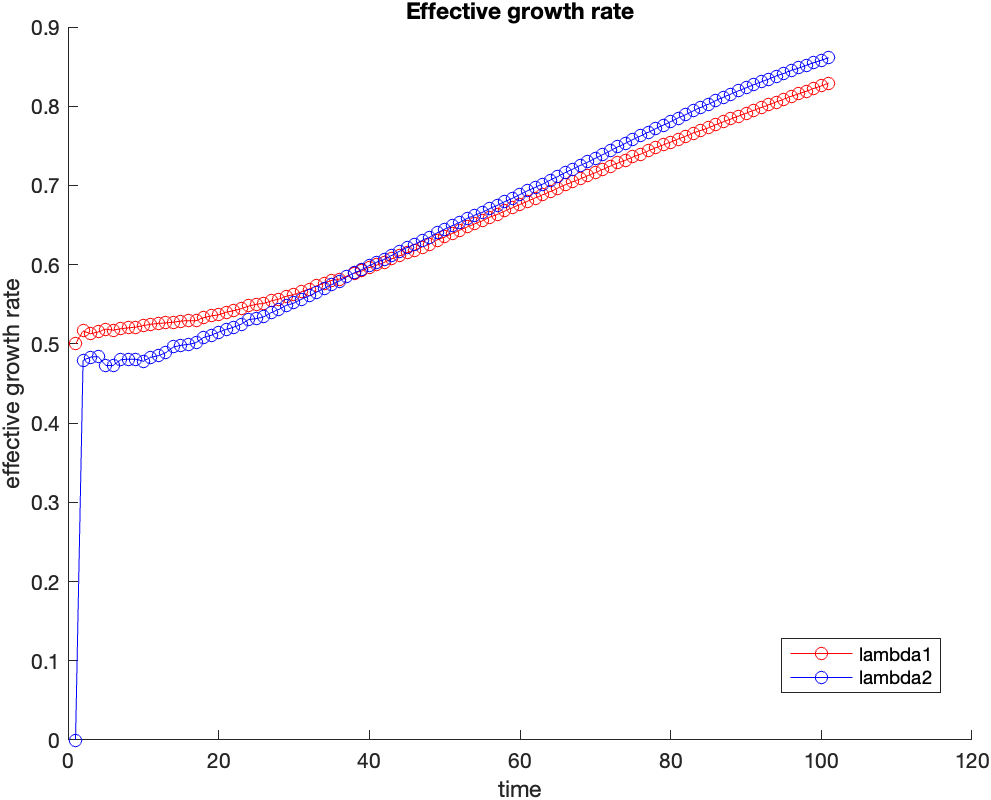 Effective growth rate
0.9
0.8
0.7
0.6
0.5
0.4
0.3
0.2
0.1
0
effective growth rate
lambda1
lambda2
0 20 40 60 80 100 120
time